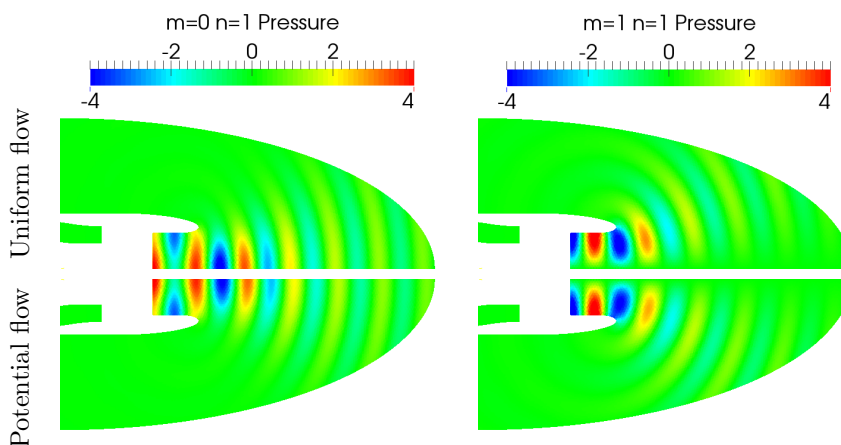 m=0 n=1 Pressure
-2 0 2
-4 4
m=1 n=1 Pressure
-2 0 2
-4 4
Uniform flow
Potential flow